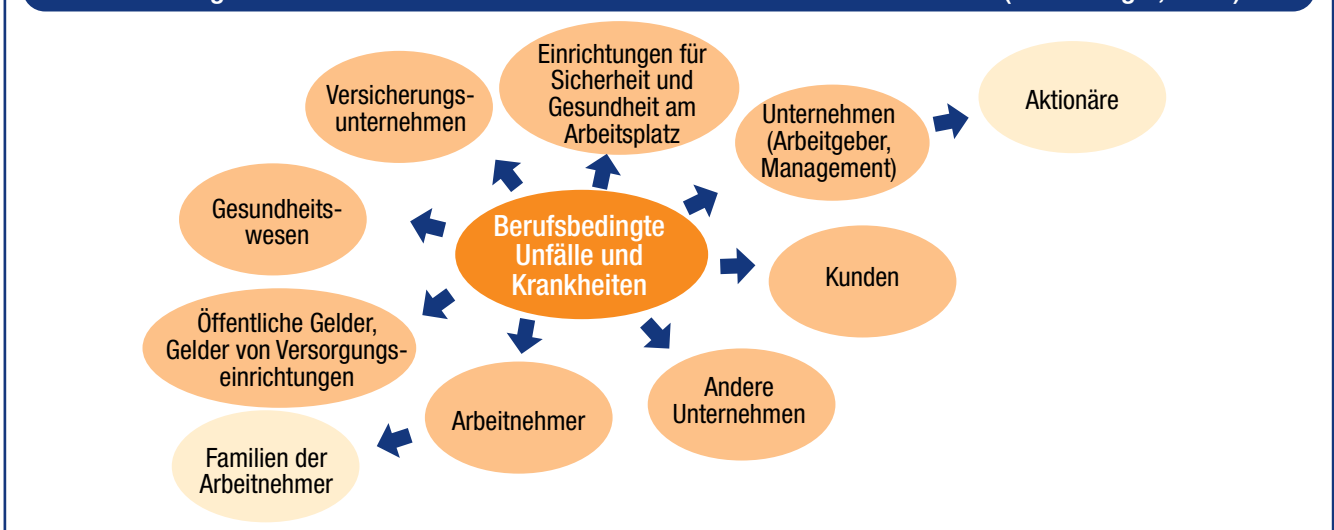 Einrichtungen für
Sicherheit und
Gesundheit am
Arbeitsplatz
Versicherungs-
unternehmen
Unternehmen
(Arbeitgeber,
Management)
Aktionäre
Gesundheits-
wesen
Berufsbedingte
Unfälle und
Krankheiten
Kunden
Öffentliche Gelder,
Gelder von Versorgungs-
einrichtungen
Andere
Unternehmen
Arbeitnehmer
Familien der
Arbeitnehmer